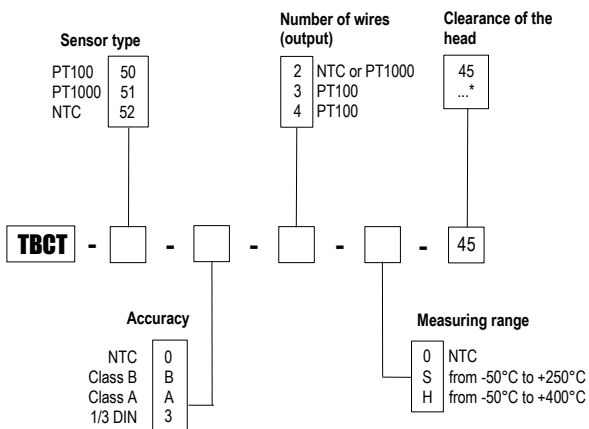 Sensor type
PT100 50
PT1000 51
NTC 52
Number of wires
(output)
2 NTC or PT1000
3 PT100
4 PT100
Clearance of the
head
45
...*
TBCT - - - - - 45
Accuracy
NTC 0
Class B B
Class A A
1/3 DIN 3
Measuring range
0 NTC
S from -50°C to +250°C
H from -50°C to +400°C